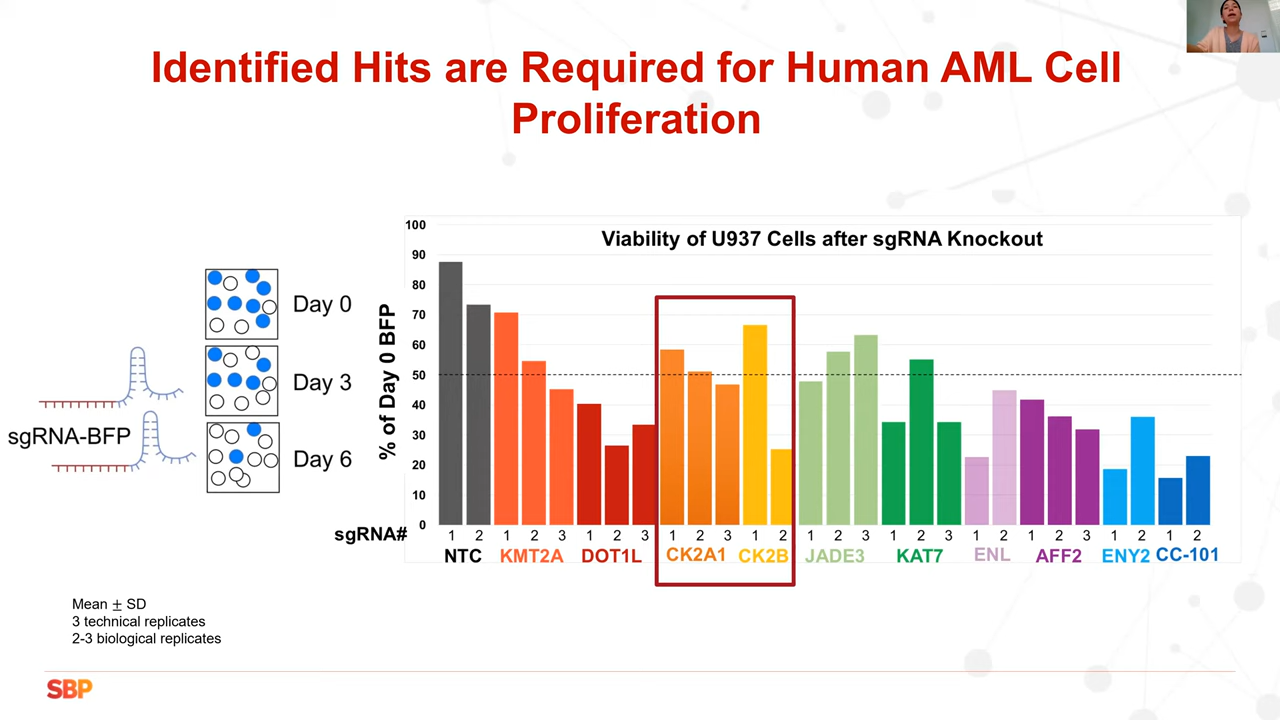 Identified Hits are Required for Human AML Cell
Proliferation
Day 0
Day 3
Day 6
sgRNA-BFP
Viability of U937 Cells after sgRNA Knockout
% of Day 0 BFP
100
90
80
70
60
50
40
30
20
10
0
sgRNA# 1 2 1 2 3 1 2 3 1 2 3 1 2 1 2 3 1 2 3 1 2 1 2 3 1 2 1 2
NTC KMT2A DOT1L CK2A1 CK2B JADE3 KAT7 ENL AFF2 ENY2 CC-101
Mean ± SD
3 technical replicates
2-3 biological replicates
SBP